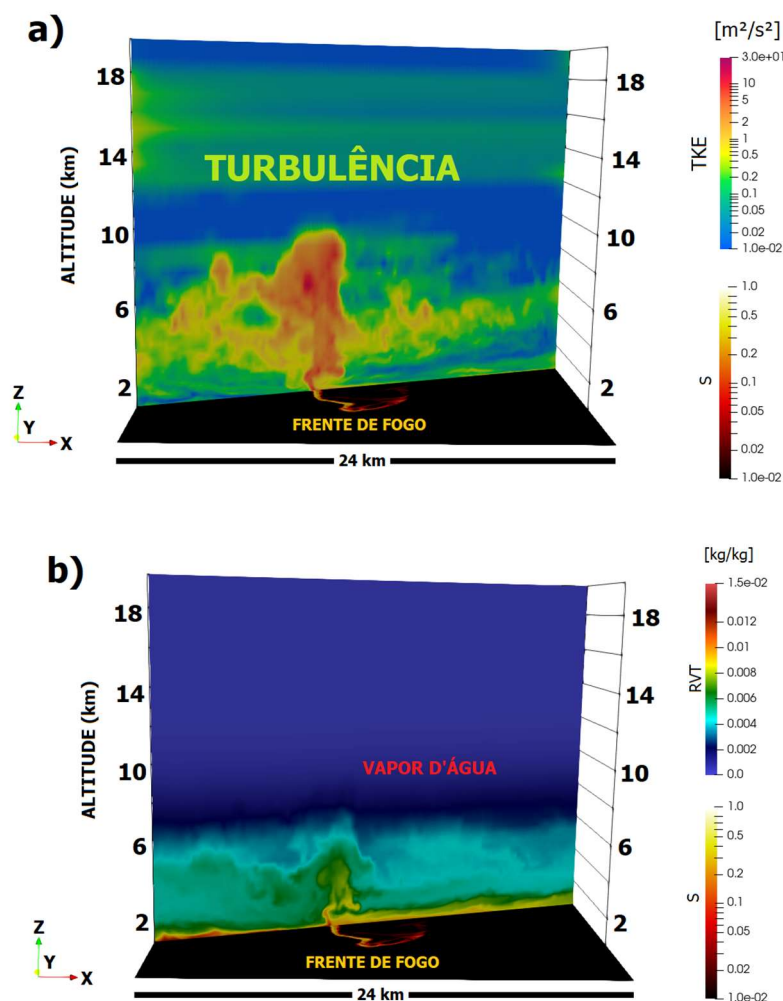 a)
[m²/s²]
TURBULÊNCIA
ALTITUDE (km)
18
14
10
6
2
18
14
10
6
2
TKE
3.0e+01
10
5
2
1
0.5
0.2
0.1
0.05
0.02
1.0e-02
S
1.0
0.5
0.2
0.1
0.05
0.02
1.0e-02
Z
Y
X
FRENTE DE FOGO
24 km
b)
[kg/kg]
VAPOR D'ÁGUA
ALTITUDE (km)
18
14
10
6
2
18
14
10
6
2
RVT
1.5e-02
0.012
0.010
0.008
0.006
0.004
0.002
0.0
S
1.0
0.5
0.2
0.1
0.05
0.02
1.0e-02
Z
Y
X
FRENTE DE FOGO
24 km